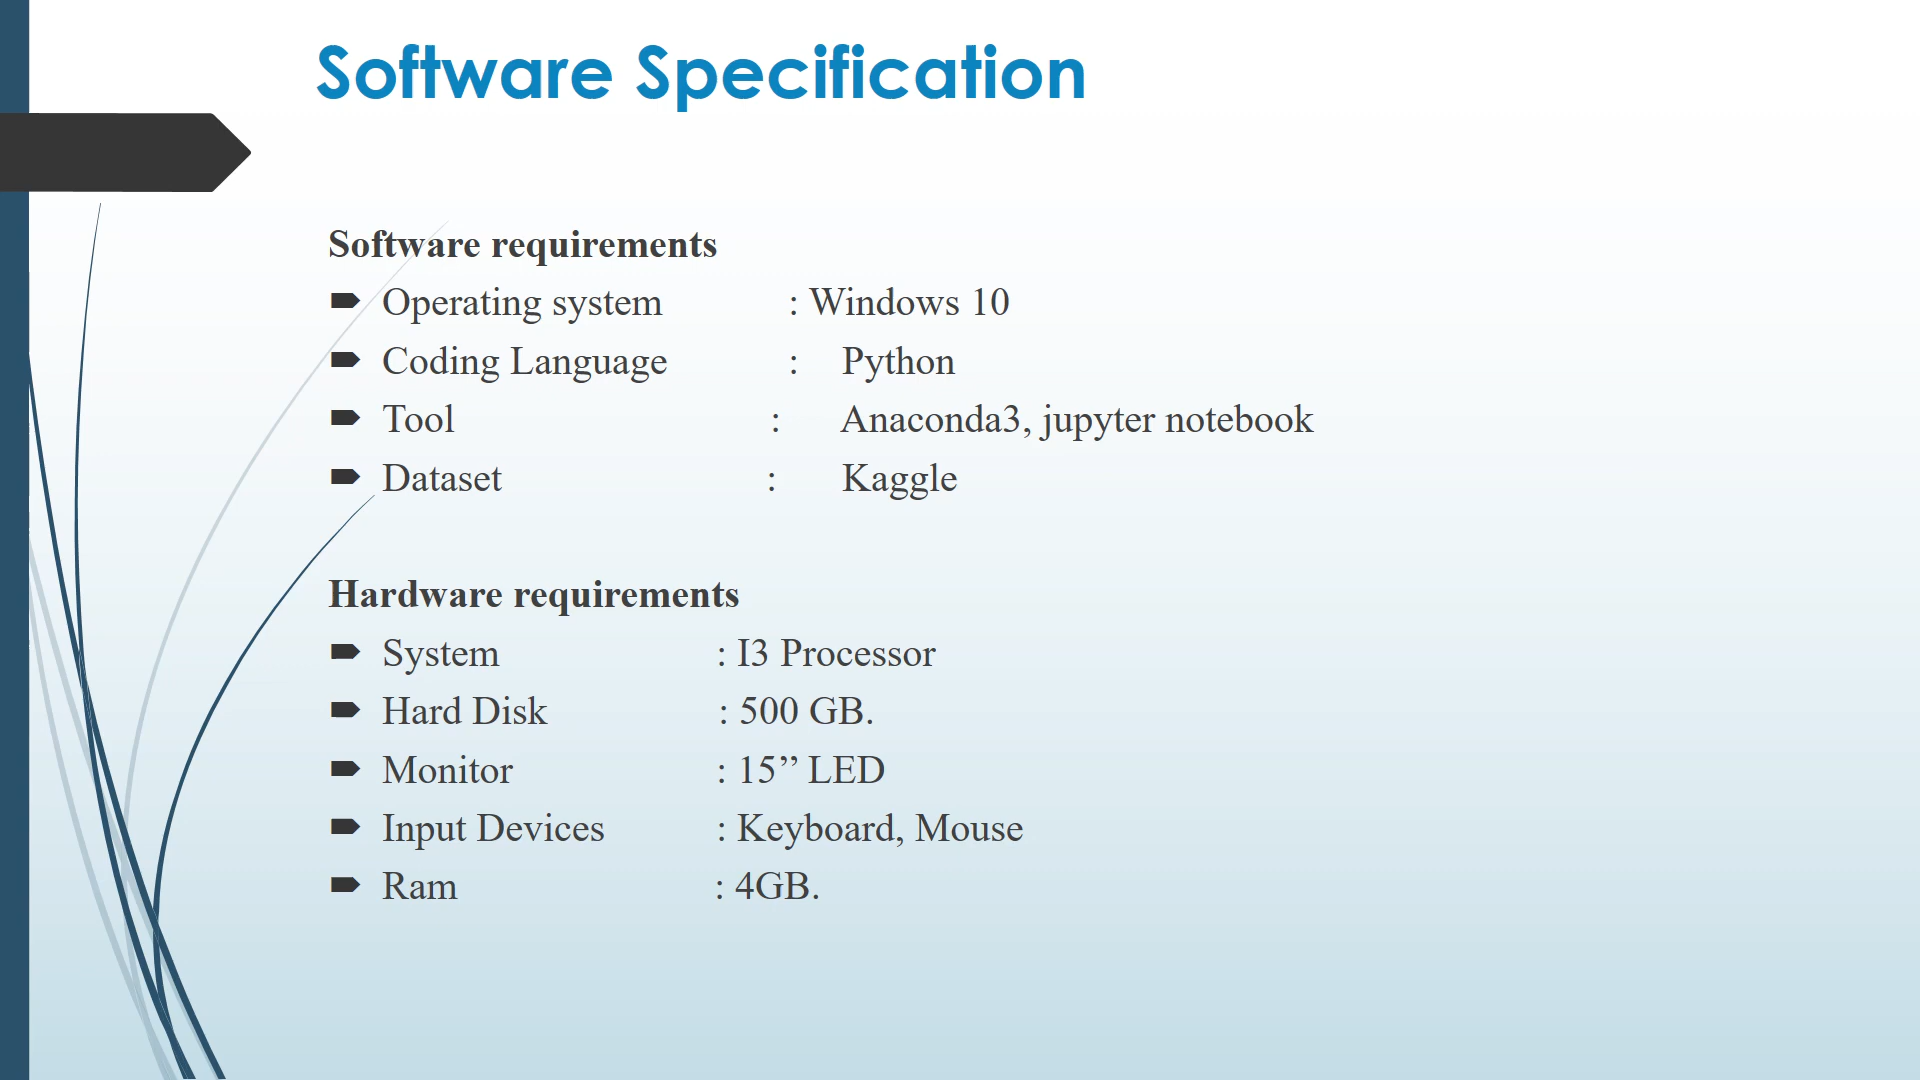 Software Specification
Software requirements
Operating system : Windows 10
Coding Language : Python
Tool : Anaconda3, jupyter notebook
Dataset : Kaggle
Hardware requirements
System : I3 Processor
Hard Disk : 500 GB.
Monitor : 15’’ LED
Input Devices : Keyboard, Mouse
Ram : 4GB.